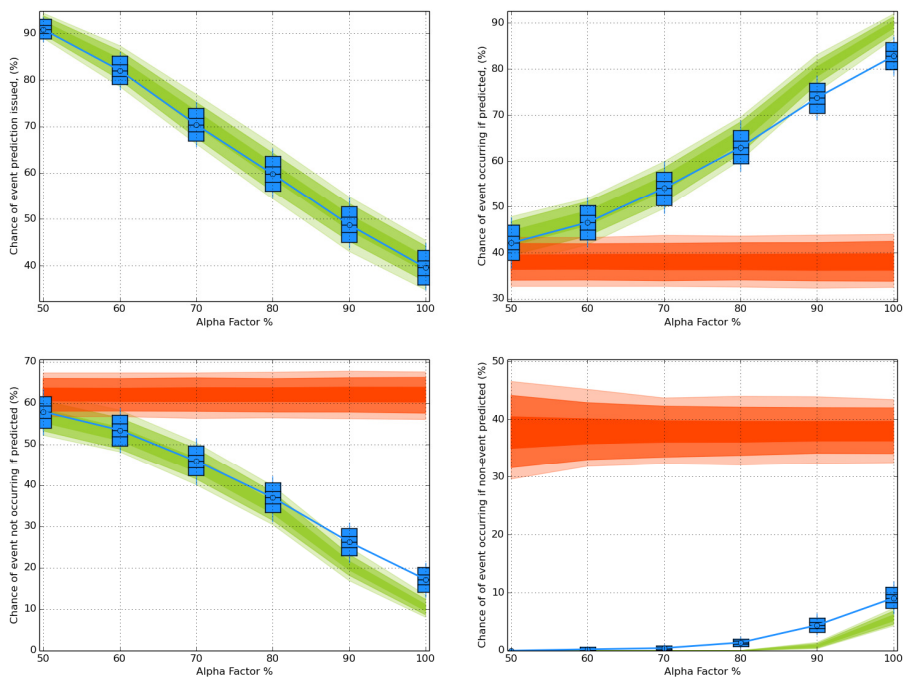 Chance of event prediction issued, (%)
90
80
70
60
50
40
50 60 70 80 90 100
Alpha Factor %
Chance of event occurring if predicted, (%)
90
80
70
60
50
40
30
50 60 70 80 90 100
Alpha Factor %
Chance of event not occurring if predicted (%)
70
60
50
40
30
20
10
0
50 60 70 80 90 100
Alpha Factor %
Chance of of event occurring if non-event predicted (%)
50
40
30
20
10
0
50 60 70 80 90 100
Alpha Factor %